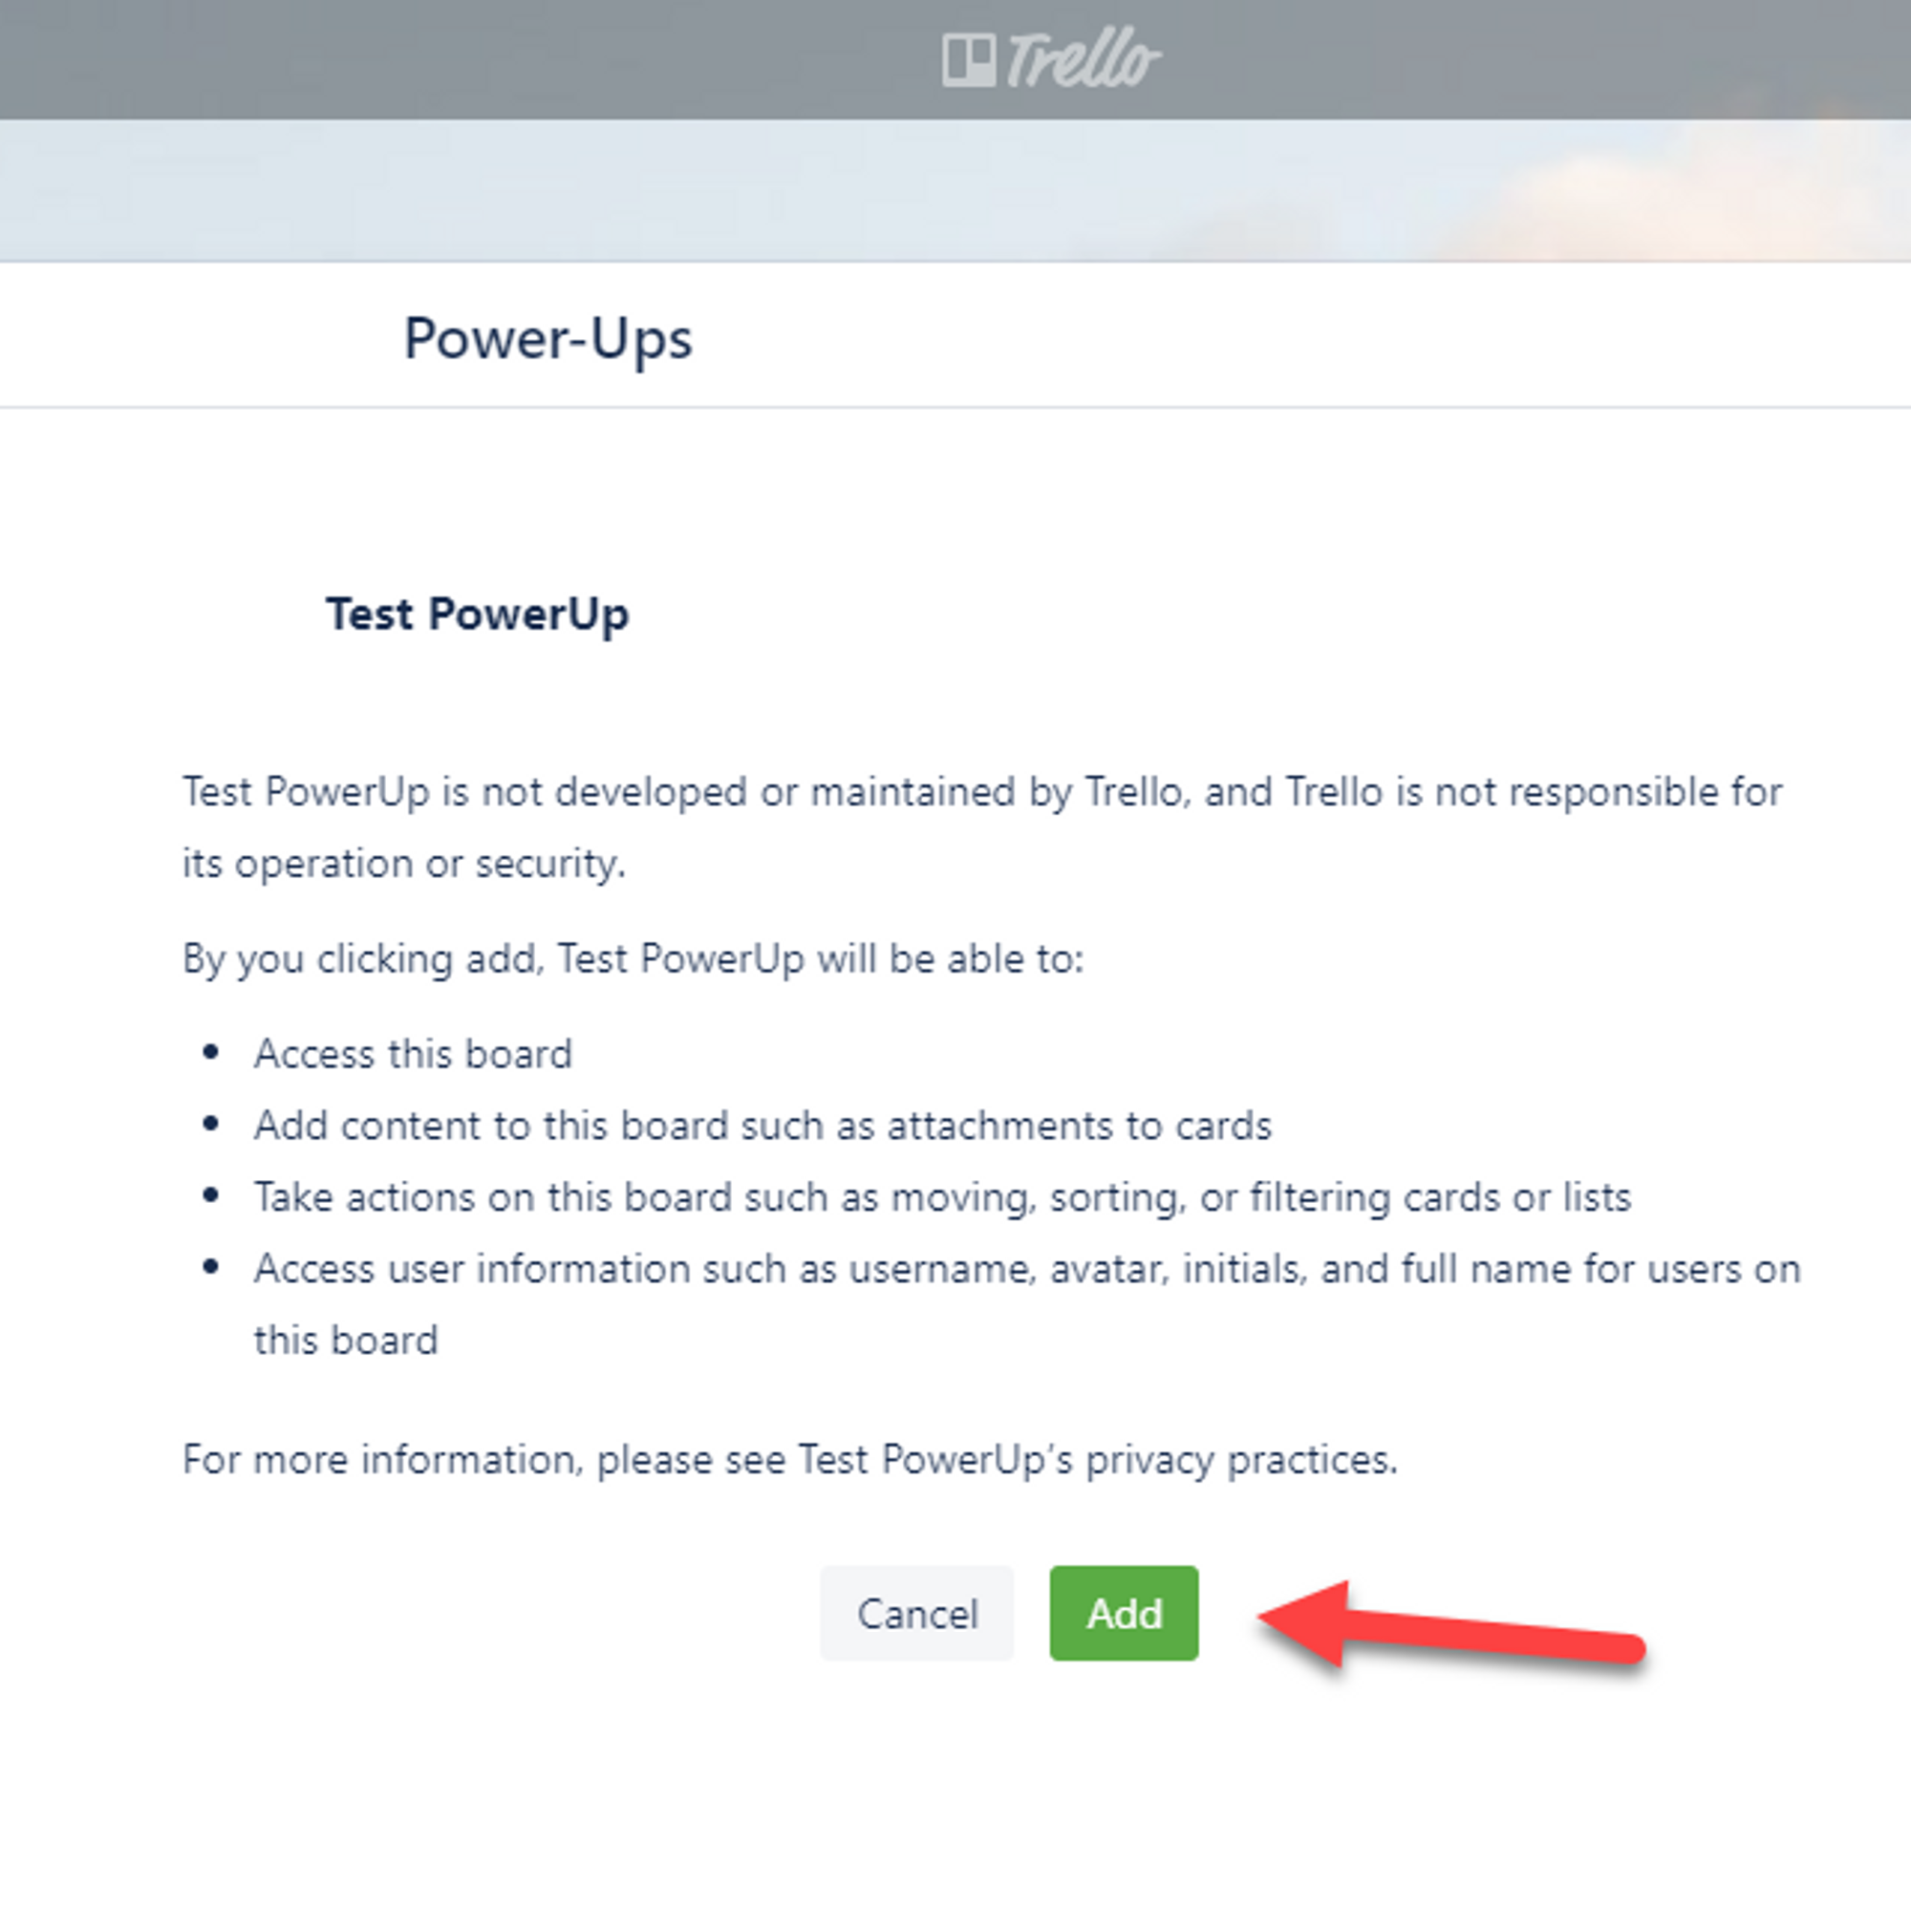 Trello
Power-Ups
Test PowerUp
Test PowerUp is not developed or maintained by Trello, and Trello is not responsible for
its operation or security.
By you clicking add, Test PowerUp will be able to:
• Access this board
• Add content to this board such as attachments to cards
• Take actions on this board such as moving, sorting, or filtering cards or lists
• Access user information such as username, avatar, initials, and full name for users on
this board
For more information, please see Test PowerUp's privacy practices.
Cancel Add